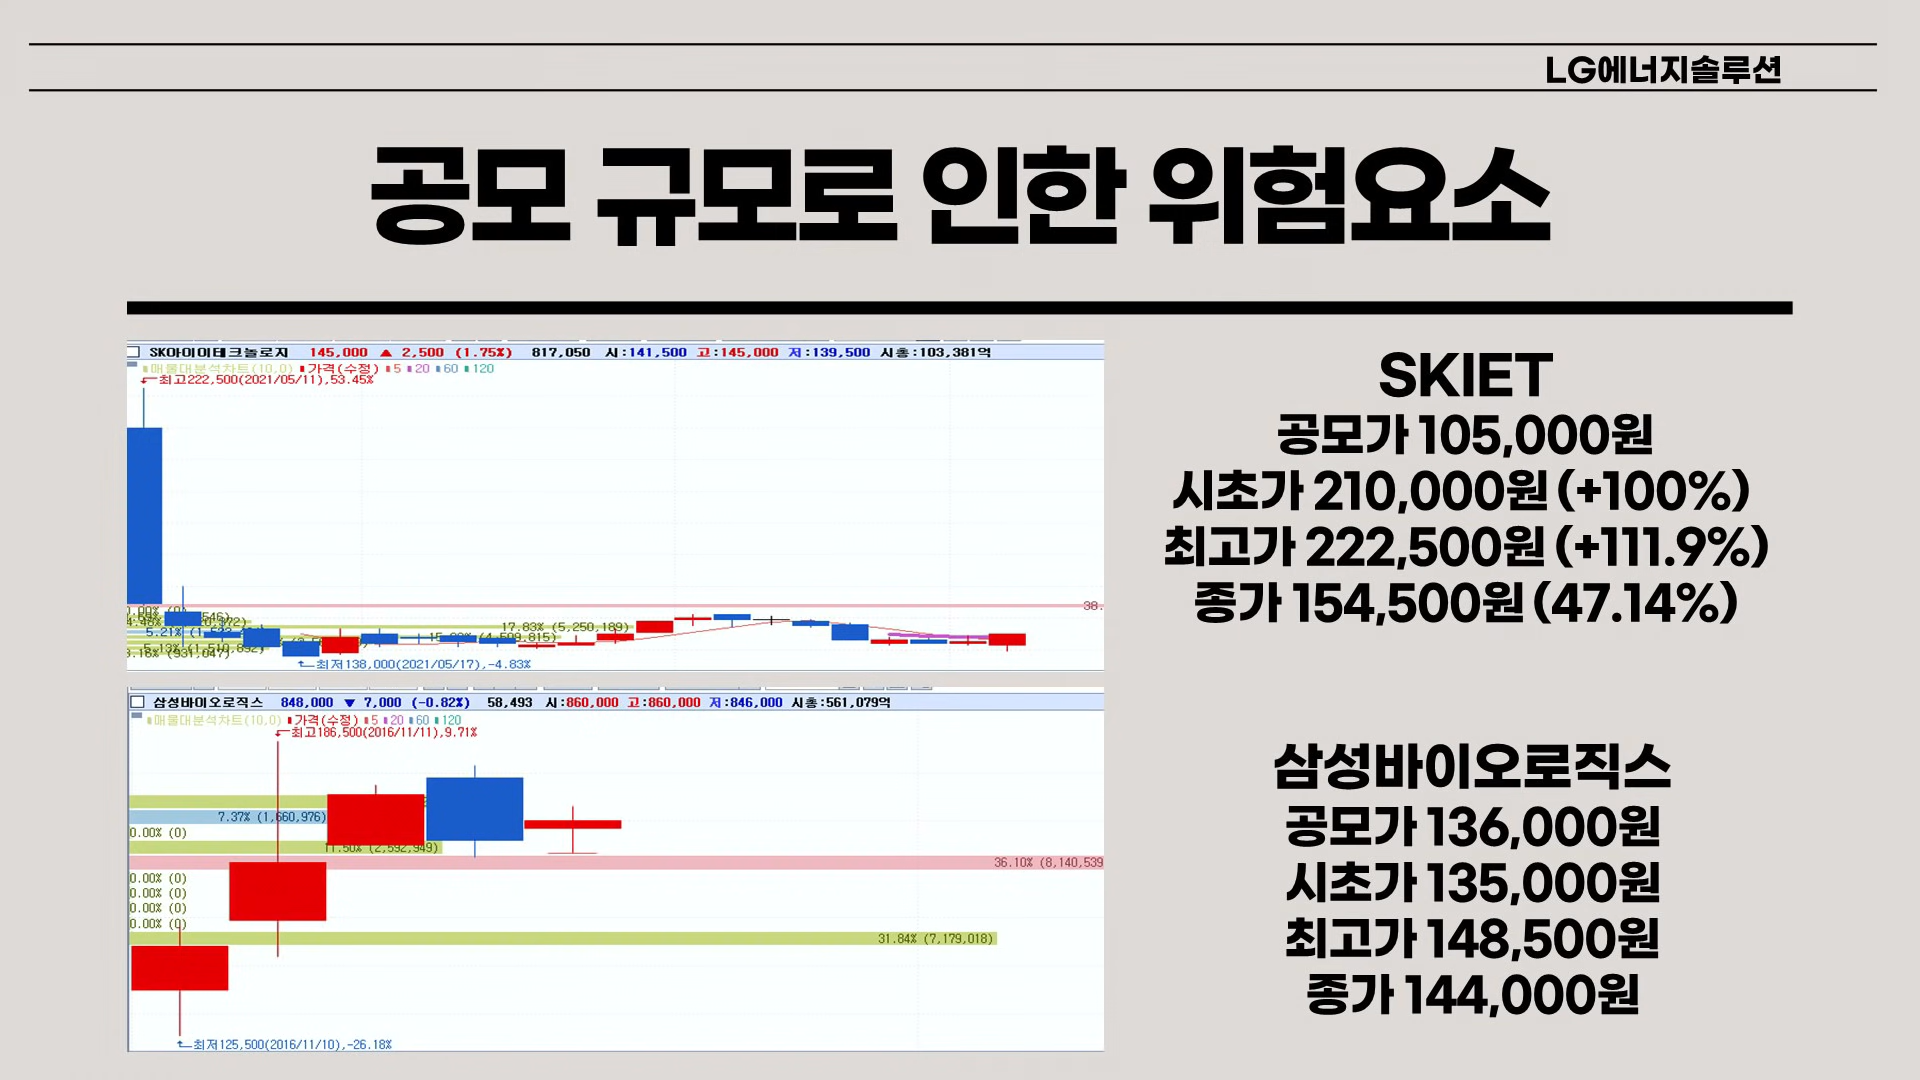 LG에너지솔루션
공모 규모로 인한 위험요소
SK아이이테크놀로지 145,000 ▲ 2,500 (1.75%) 817,050 시:141,500 고:145,000 저:139,500 시총:103,381억
매물대분석차트(10,0) 가격(수정) 5 20 60 120
최고222,500(2021/05/11),53.45%
38.
17.83% (5,250,189)
5.21%
최저138,000(2021/05/17),-4.83%
SKIET
공모가 105,000원
시초가 210,000원 (+100%)
최고가 222,500원 (+111.9%)
종가 154,500원 (47.14%)
삼성바이오로직스 848,000 ▼ 7,000 (-0.82%) 58,493 시:860,000 고:860,000 저:846,000 시총:561,079억
매물대분석차트(10,0) 가격(수정) 5 20 60 120
최고186,500(2016/11/11),9.71%
7.37% (1,660,976)
0.00% (0)
11.50% (2,592,949)
36.10% (8,140,539
0.00% (0)
0.00% (0)
0.00% (0)
0.00% (0)
31.84% (7,179,018)
최저125,500(2016/11/10),-26.18%
삼성바이오로직스
공모가 136,000원
시초가 135,000원
최고가 148,500원
종가 144,000원